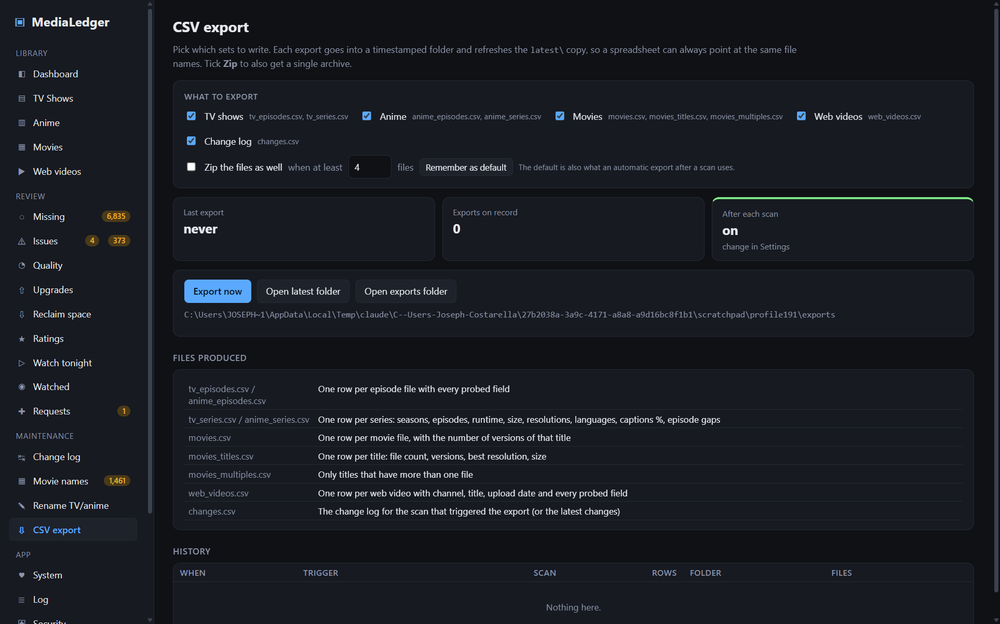 MediaLedger
LIBRARY
Dashboard
TV Shows
Anime
Movies
Web videos
REVIEW
Missing 6,835
Issues 4 373
Quality
Upgrades
Reclaim space
Ratings
Watch tonight
Watched
Requests 1
MAINTENANCE
Change log
Movie names 1,461
Rename TV/anime
CSV export
APP
System
Log
Security
CSV export
Pick which sets to write. Each export goes into a timestamped folder and refreshes the latest\ copy, so a spreadsheet can always point at the same file
names. Tick Zip to also get a single archive.
WHAT TO EXPORT
TV shows tv_episodes.csv, tv_series.csv Anime anime_episodes.csv, anime_series.csv Movies movies.csv, movies_titles.csv, movies_multiples.csv Web videos web_videos.csv
Change log changes.csv
Zip the files as well when at least 4 files Remember as default The default is also what an automatic export after a scan uses.
Last export
never
Exports on record
0
After each scan
on
change in Settings
Export now Open latest folder Open exports folder
C:\Users\JOSEPH~1\AppData\Local\Temp\claude\C--Users-Joseph-Costarella\27b2038a-3a9c-4171-a8a8-a9d16bc8f1b1\scratchpad\profile191\exports
FILES PRODUCED
tv_episodes.csv / One row per episode file with every probed field
anime_episodes.csv
tv_series.csv / anime_series.csv One row per series: seasons, episodes, runtime, size, resolutions, languages, captions %, episode gaps
movies.csv One row per movie file, with the number of versions of that title
movies_titles.csv One row per title: file count, versions, best resolution, size
movies_multiples.csv Only titles that have more than one file
web_videos.csv One row per web video with channel, title, upload date and every probed field
changes.csv The change log for the scan that triggered the export (or the latest changes)
HISTORY
WHEN TRIGGER SCAN ROWS FOLDER FILES
Nothing here.